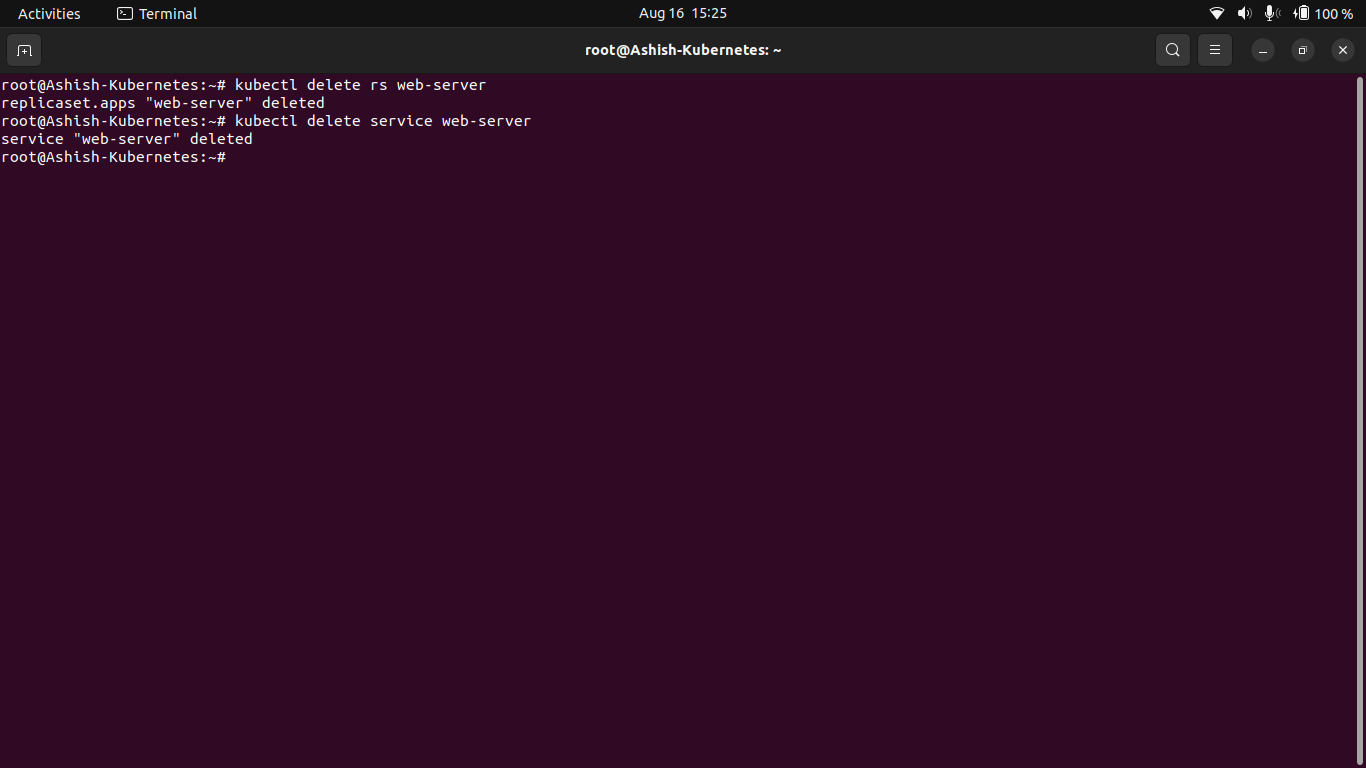 Activities Terminal Aug 16 15:25 100 %
root@Ashish-Kubernetes: ~
root@Ashish-Kubernetes:~# kubectl delete rs web-server
replicaset.apps "web-server" deleted
root@Ashish-Kubernetes:~# kubectl delete service web-server
service "web-server" deleted
root@Ashish-Kubernetes:~#